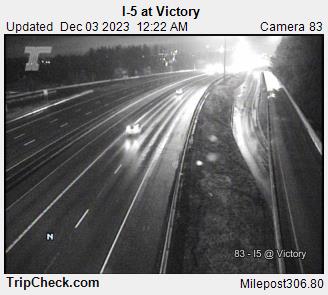 I-5 at Victory
Updated Dec 03 2023 12:22 AM Camera 83
T
N
83 - I5 @ Victory
TripCheck.com Milepost306.80